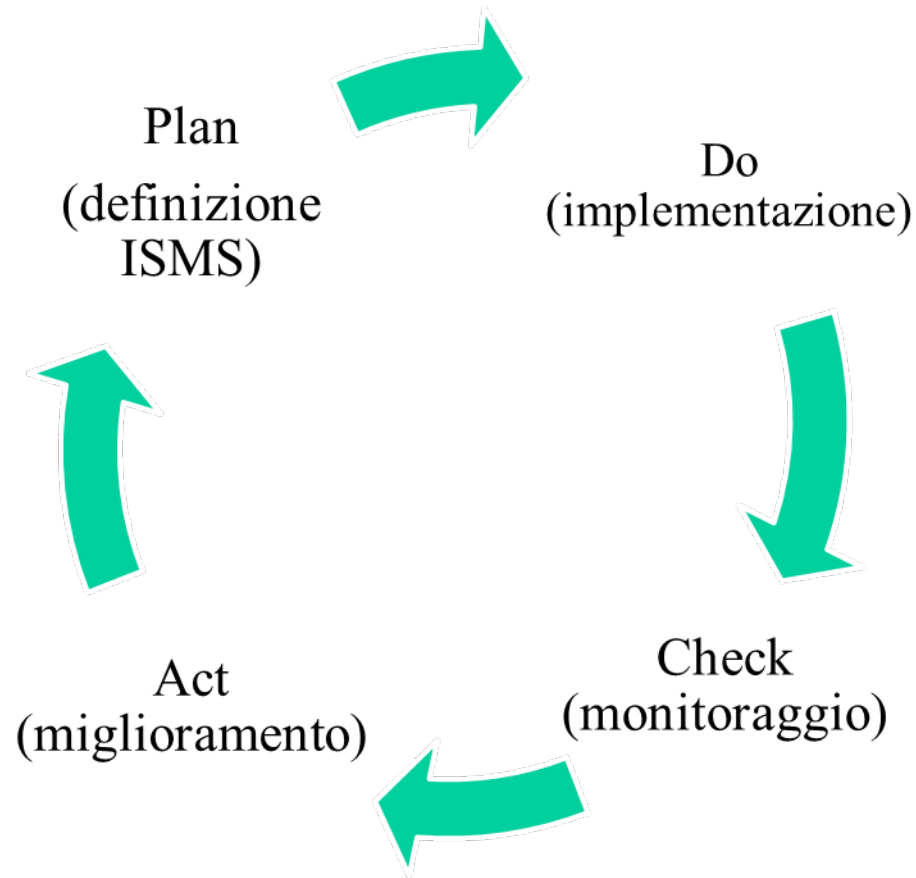 Plan
(definizione
ISMS)
Do
(implementazione)
Check
(monitoraggio)
Act
(miglioramento)